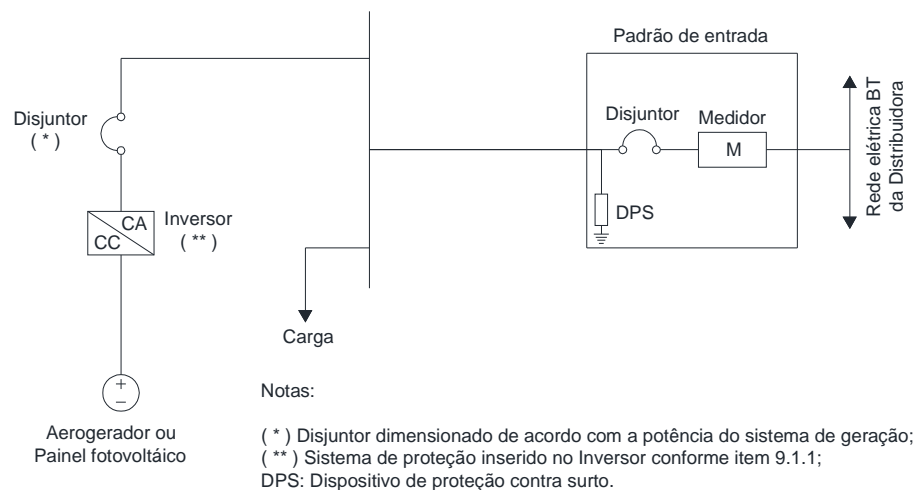 Padrão de entrada
Disjuntor
( * )
Disjuntor
Medidor
M
Rede elétrica BT
da Distribuidora
CA
CC
Inversor
( ** )
DPS
Carga
+
–
Aerogerador ou
Painel fotovoltáico
Notas:
( * ) Disjuntor dimensionado de acordo com a potência do sistema de geração;
( ** ) Sistema de proteção inserido no Inversor conforme item 9.1.1;
DPS: Dispositivo de proteção contra surto.